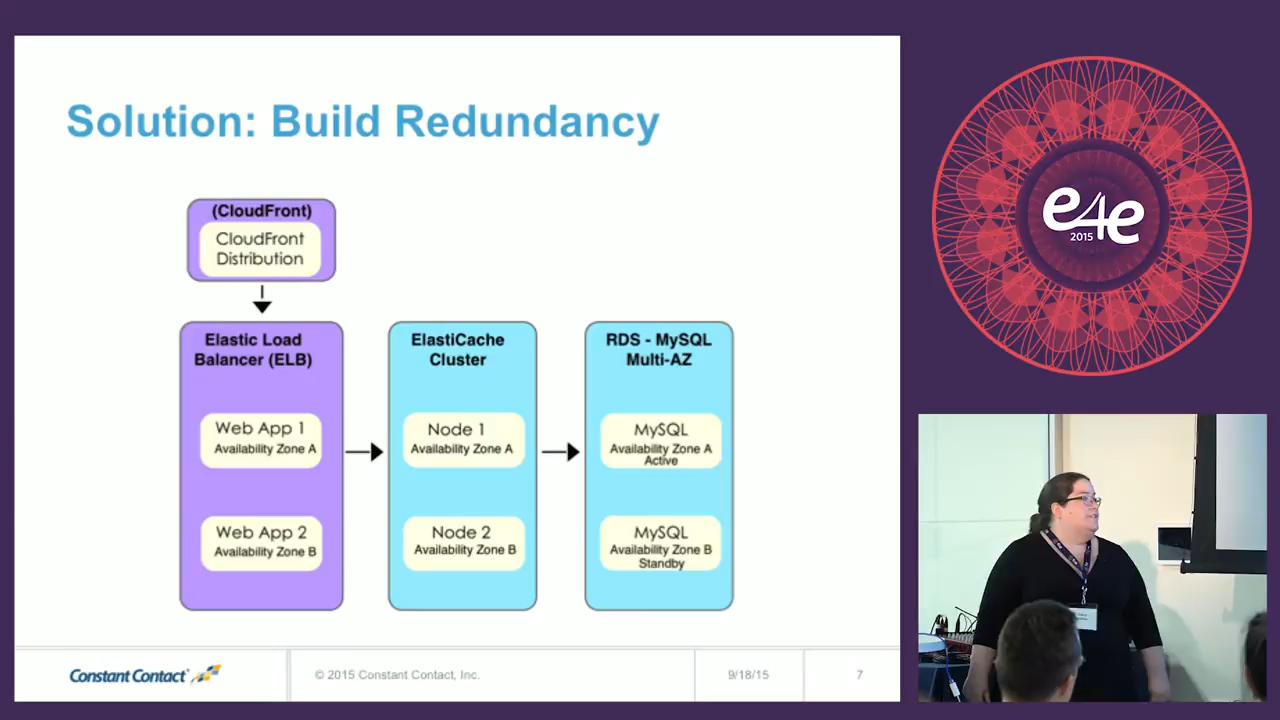 Solution: Build Redundancy
(CloudFront)
CloudFront
Distribution
Elastic Load
Balancer (ELB)
Web App 1
Availability Zone A
Web App 2
Availability Zone B
ElastiCache
Cluster
Node 1
Availability Zone A
Node 2
Availability Zone B
RDS - MySQL
Multi-AZ
MySQL
Availability Zone A
Active
MySQL
Availability Zone B
Standby
Constant Contact
© 2015 Constant Contact, Inc.
9/18/15
7
e4e
2015